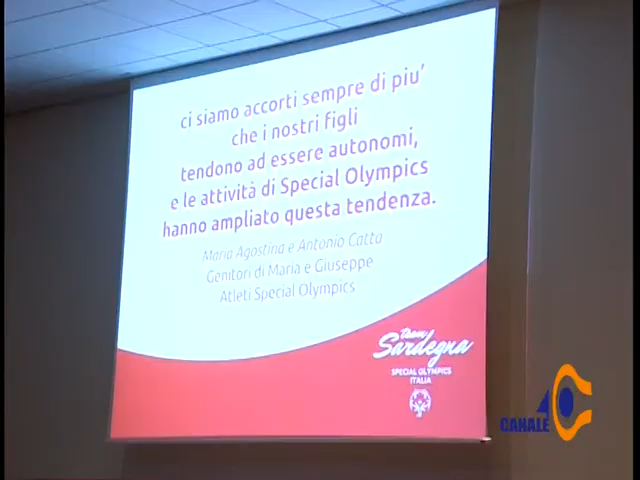 ci siamo accorti sempre di piu'
che i nostri figli
tendono ad essere autonomi,
e le attività di Special Olympics
hanno ampliato questa tendenza.
Maria Agostina e Antonio Catta
Genitori di Maria e Giuseppe
Atleti Special Olympics
team
Sardegna
SPECIAL OLYMPICS
ITALIA
CANALE 40